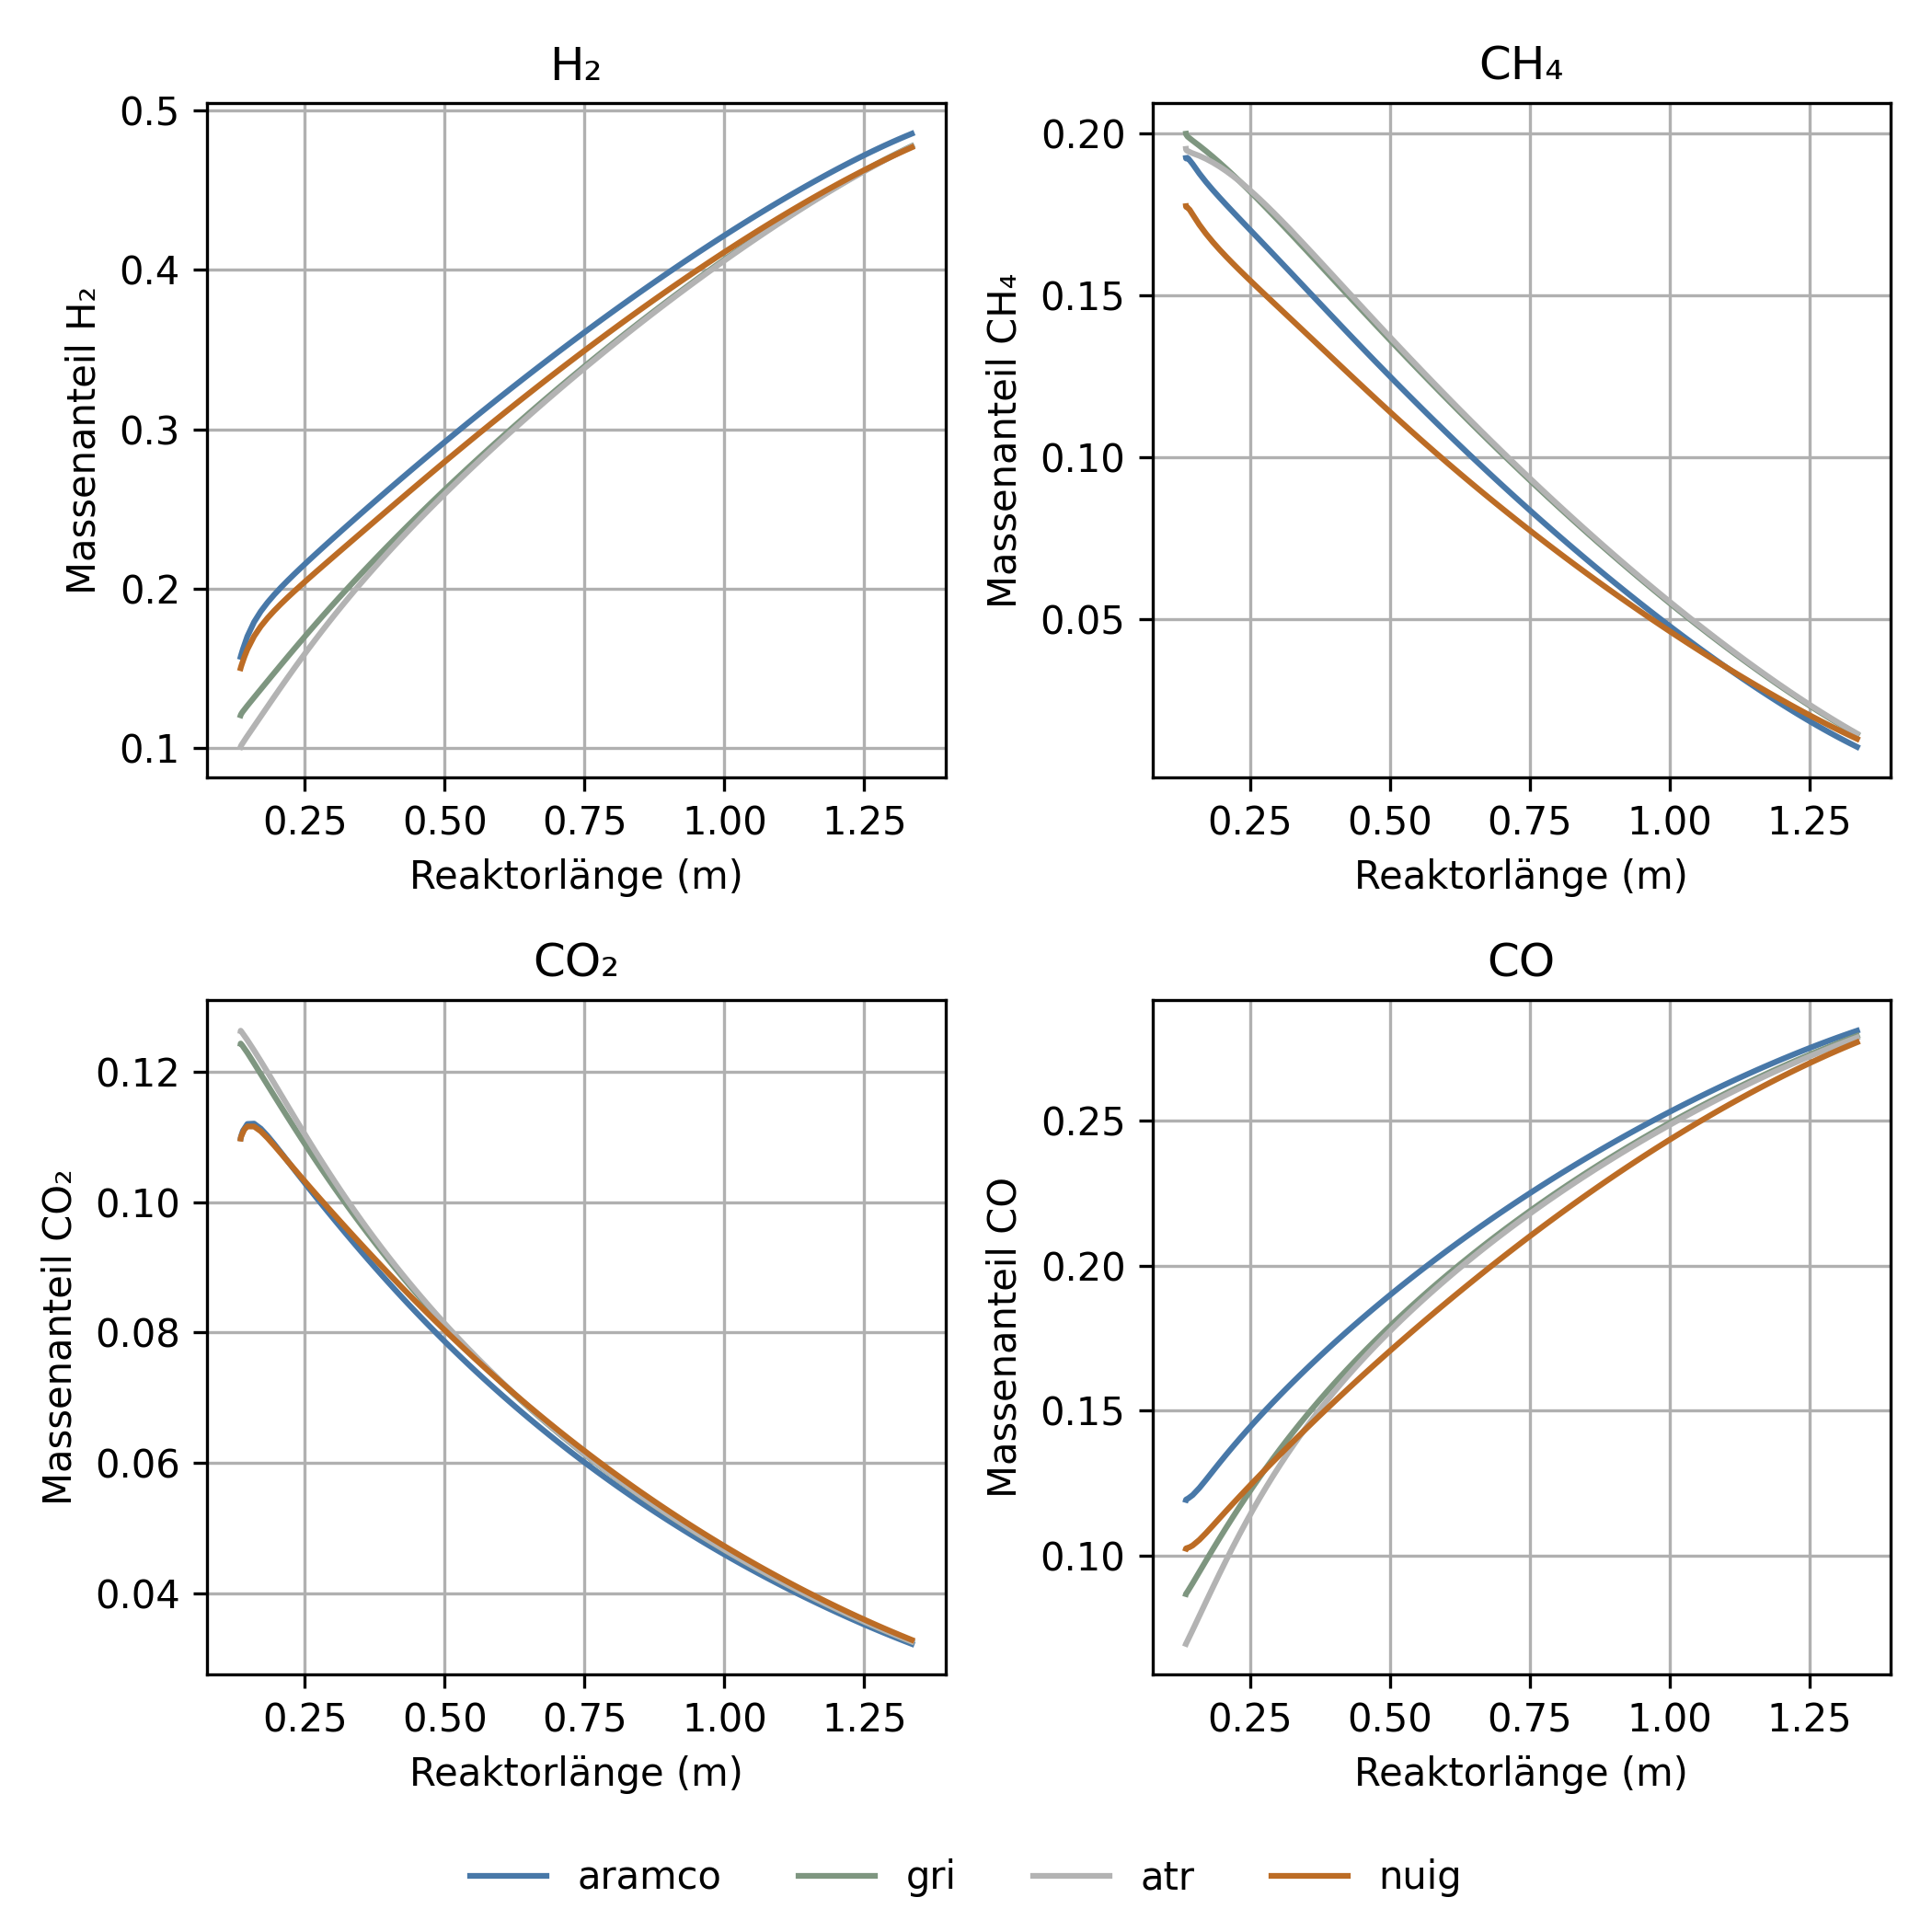 H₂
0.5
0.4
0.3
0.2
0.1
Massenanteil H₂
0.25 0.50 0.75 1.00 1.25
Reaktorlänge (m)
CH₄
0.20
0.15
0.10
0.05
Massenanteil CH₄
0.25 0.50 0.75 1.00 1.25
Reaktorlänge (m)
CO₂
0.12
0.10
0.08
0.06
0.04
Massenanteil CO₂
0.25 0.50 0.75 1.00 1.25
Reaktorlänge (m)
CO
0.25
0.20
0.15
0.10
Massenanteil CO
0.25 0.50 0.75 1.00 1.25
Reaktorlänge (m)
aramco gri atr nuig